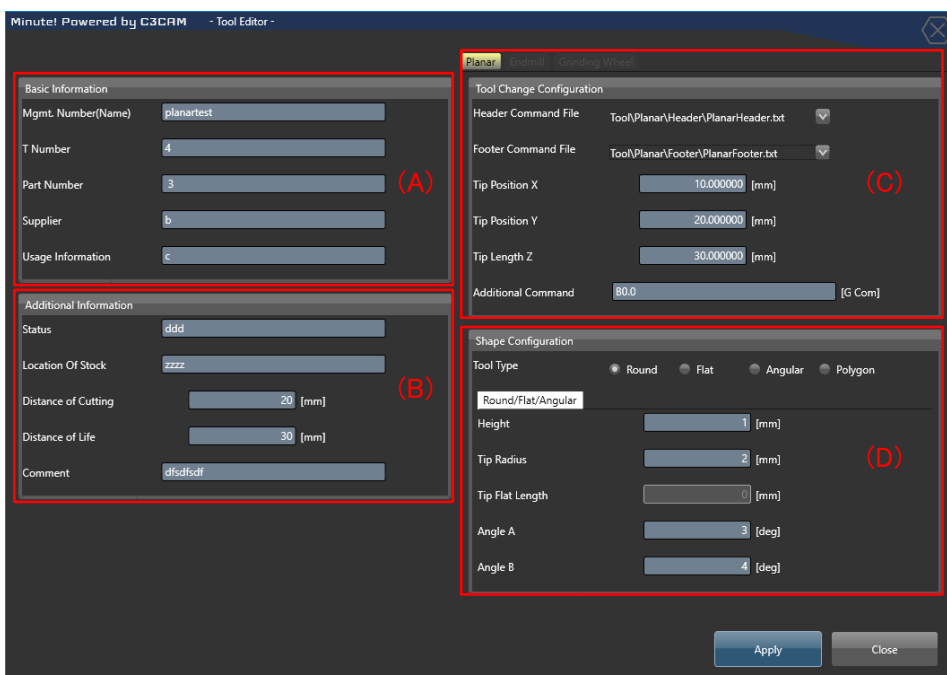 Minute! Powered by C3CAM - Tool Editor -
Basic Information
Mgmt. Number(Name) planartest
T Number 4
Part Number 3
Supplier b
Usage Information c
(A)
Additional Information
Status ddd
Location Of Stock zzzz
Distance of Cutting 20 [mm]
Distance of Life 30 [mm]
Comment dfsdfsdf
(B)
Planar Endmill Grinding Wheel
Tool Change Configuration
Header Command File Tool\Planar\Header\PlanarHeader.txt
Footer Command File Tool\Planar\Footer\PlanarFooter.txt
Tip Position X 10.000000 [mm]
Tip Position Y 20.000000 [mm]
Tip Length Z 30.000000 [mm]
Additional Command B0.0 [G Com]
(C)
Shape Configuration
Tool Type Round Flat Angular Polygon
Round/Flat/Angular
Height 1 [mm]
Tip Radius 2 [mm]
Tip Flat Length 0 [mm]
Angle A 3 [deg]
Angle B 4 [deg]
(D)
Apply Close